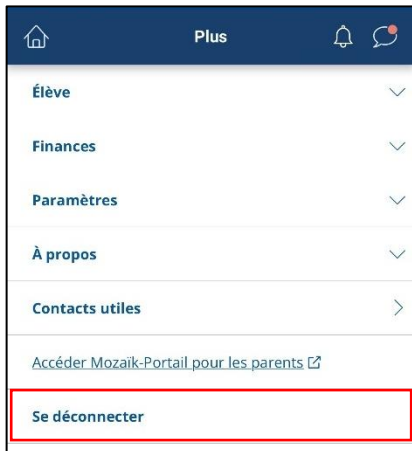 Plus
Élève
Finances
Paramètres
À propos
Contacts utiles
Accéder Mozaïk-Portail pour les parents
Se déconnecter